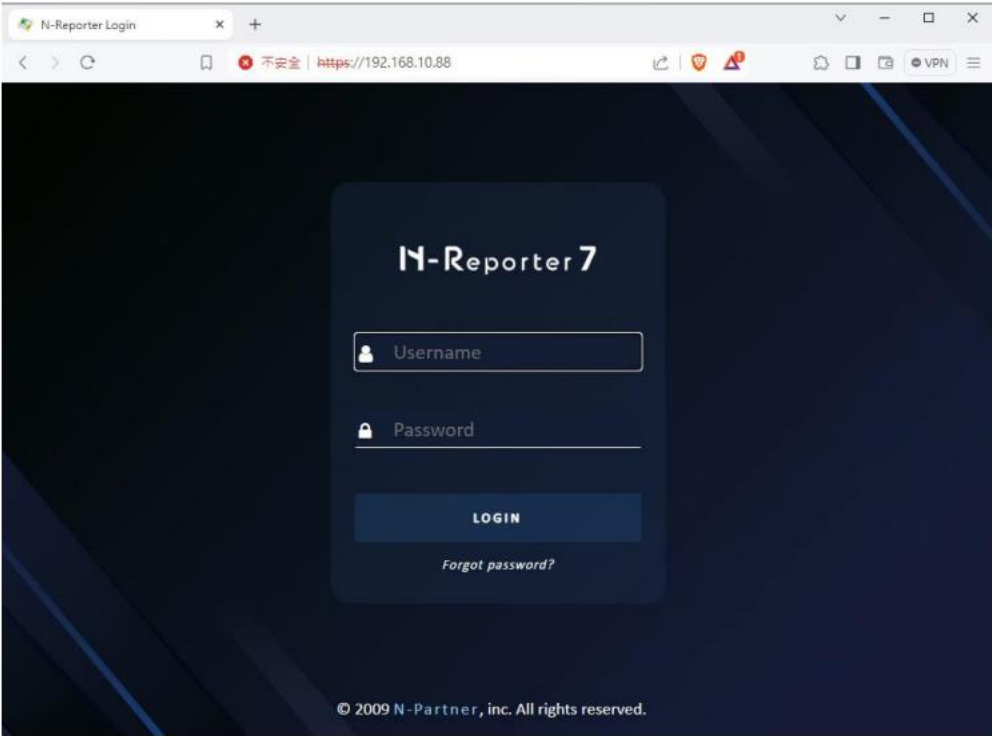 N-Reporter Login
不安全 | https://192.168.10.88
1
VPN
N-Reporter 7
Username
Password
LOGIN
Forgot password?
© 2009 N-Partner, inc. All rights reserved.